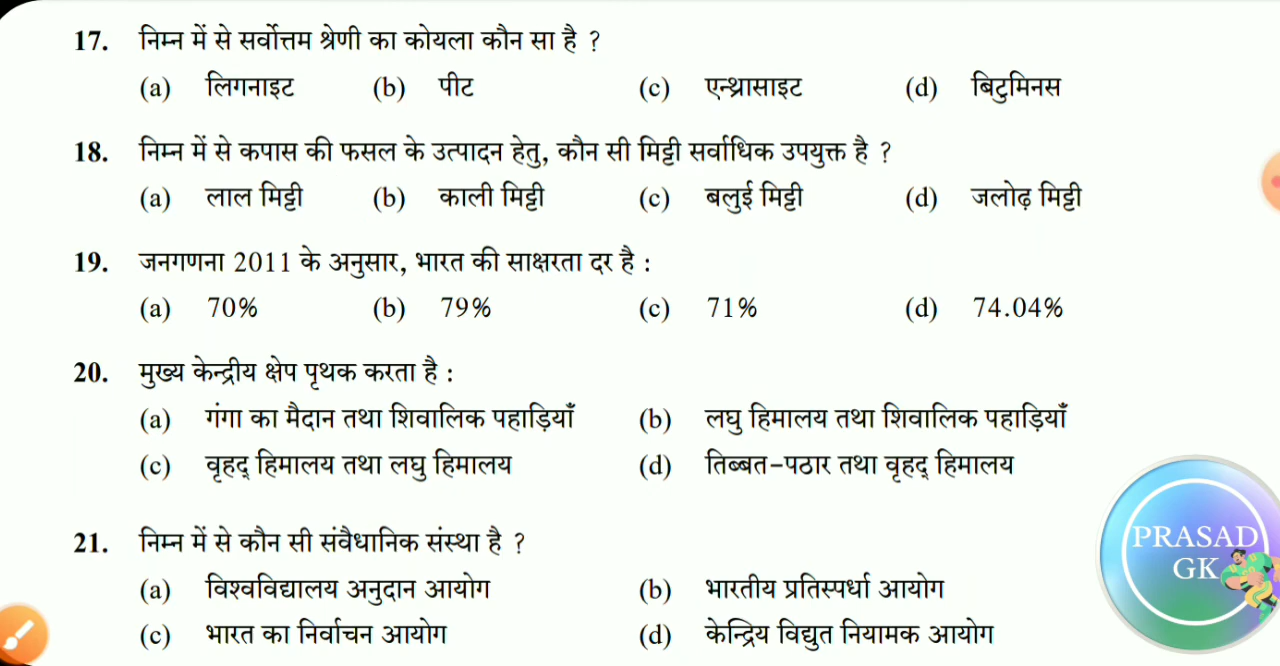 17. निम्न में से सर्वोत्तम श्रेणी का कोयला कौन सा है ?
(a) लिगनाइट (b) पीट (c) एन्थ्रासाइट (d) बिटुमिनस
18. निम्न में से कपास की फसल के उत्पादन हेतु, कौन सी मिट्टी सर्वाधिक उपयुक्त है ?
(a) लाल मिट्टी (b) काली मिट्टी (c) बलुई मिट्टी (d) जलोढ़ मिट्टी
19. जनगणना 2011 के अनुसार, भारत की साक्षरता दर है :
(a) 70% (b) 79% (c) 71% (d) 74.04%
20. मुख्य केन्द्रीय क्षेप पृथक करता है :
(a) गंगा का मैदान तथा शिवालिक पहाड़ियाँ (b) लघु हिमालय तथा शिवालिक पहाड़ियाँ
(c) वृहद् हिमालय तथा लघु हिमालय (d) तिब्बत-पठार तथा वृहद् हिमालय
21. निम्न में से कौन सी संवैधानिक संस्था है ?
(a) विश्वविद्यालय अनुदान आयोग (b) भारतीय प्रतिस्पर्धा आयोग
(c) भारत का निर्वाचन आयोग (d) केन्द्रिय विद्युत नियामक आयोग
PRASAD
GK